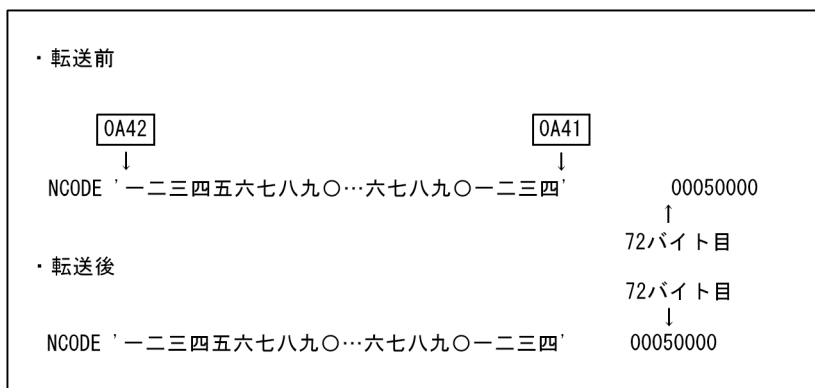 ・転送前
0A42 0A41
↓ ↓
NCODE '一二三四五六七八九〇…六七八九〇一二三四' 00050000
↑
72バイト目
・転送後
72バイト目
↓
NCODE '一二三四五六七八九〇…六七八九〇一二三四' 00050000